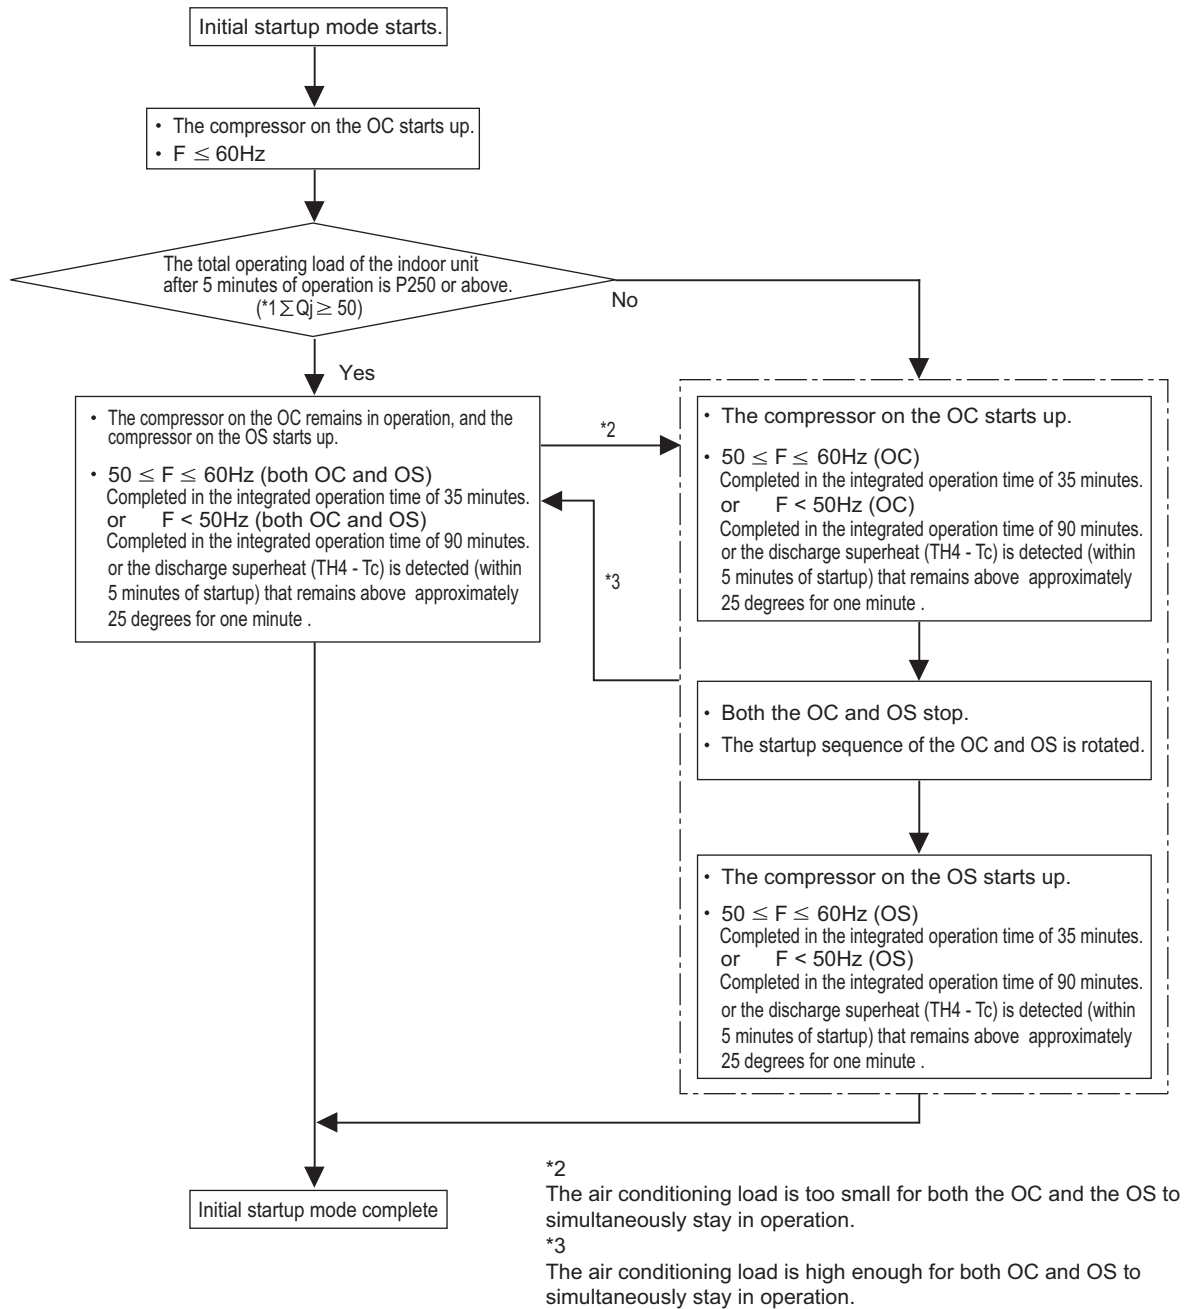 Initial startup mode starts.
• The compressor on the OC starts up.
• F ≤ 60Hz
The total operating load of the indoor unit
after 5 minutes of operation is P250 or above.
(*1∑Qj ≥ 50)
No
Yes
• The compressor on the OC remains in operation, and the
compressor on the OS starts up.
• 50 ≤ F ≤ 60Hz (both OC and OS)
Completed in the integrated operation time of 35 minutes.
or F < 50Hz (both OC and OS)
Completed in the integrated operation time of 90 minutes.
or the discharge superheat (TH4 - Tc) is detected (within
5 minutes of startup) that remains above approximately
25 degrees for one minute .
*2
*3
• The compressor on the OC starts up.
• 50 ≤ F ≤ 60Hz (OC)
Completed in the integrated operation time of 35 minutes.
or F < 50Hz (OC)
Completed in the integrated operation time of 90 minutes.
or the discharge superheat (TH4 - Tc) is detected (within
5 minutes of startup) that remains above approximately
25 degrees for one minute .
• Both the OC and OS stop.
• The startup sequence of the OC and OS is rotated.
• The compressor on the OS starts up.
• 50 ≤ F ≤ 60Hz (OS)
Completed in the integrated operation time of 35 minutes.
or F < 50Hz (OS)
Completed in the integrated operation time of 90 minutes.
or the discharge superheat (TH4 - Tc) is detected (within
5 minutes of startup) that remains above approximately
25 degrees for one minute .
Initial startup mode complete
*2
The air conditioning load is too small for both the OC and the OS to
simultaneously stay in operation.
*3
The air conditioning load is high enough for both OC and OS to
simultaneously stay in operation.